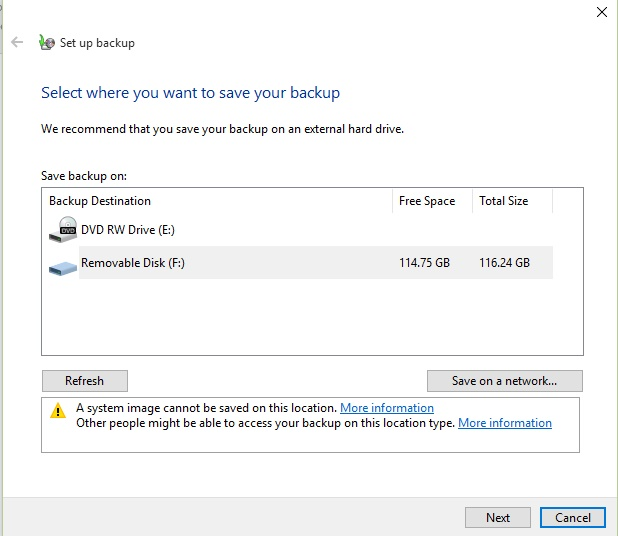 Set up backup
Select where you want to save your backup
We recommend that you save your backup on an external hard drive.
Save backup on:
Backup Destination Free Space Total Size
DVD DVD RW Drive (E:)
Removable Disk (F:) 114.75 GB 116.24 GB
Refresh Save on a network...
A system image cannot be saved on this location. More information
Other people might be able to access your backup on this location type. More information
Next Cancel